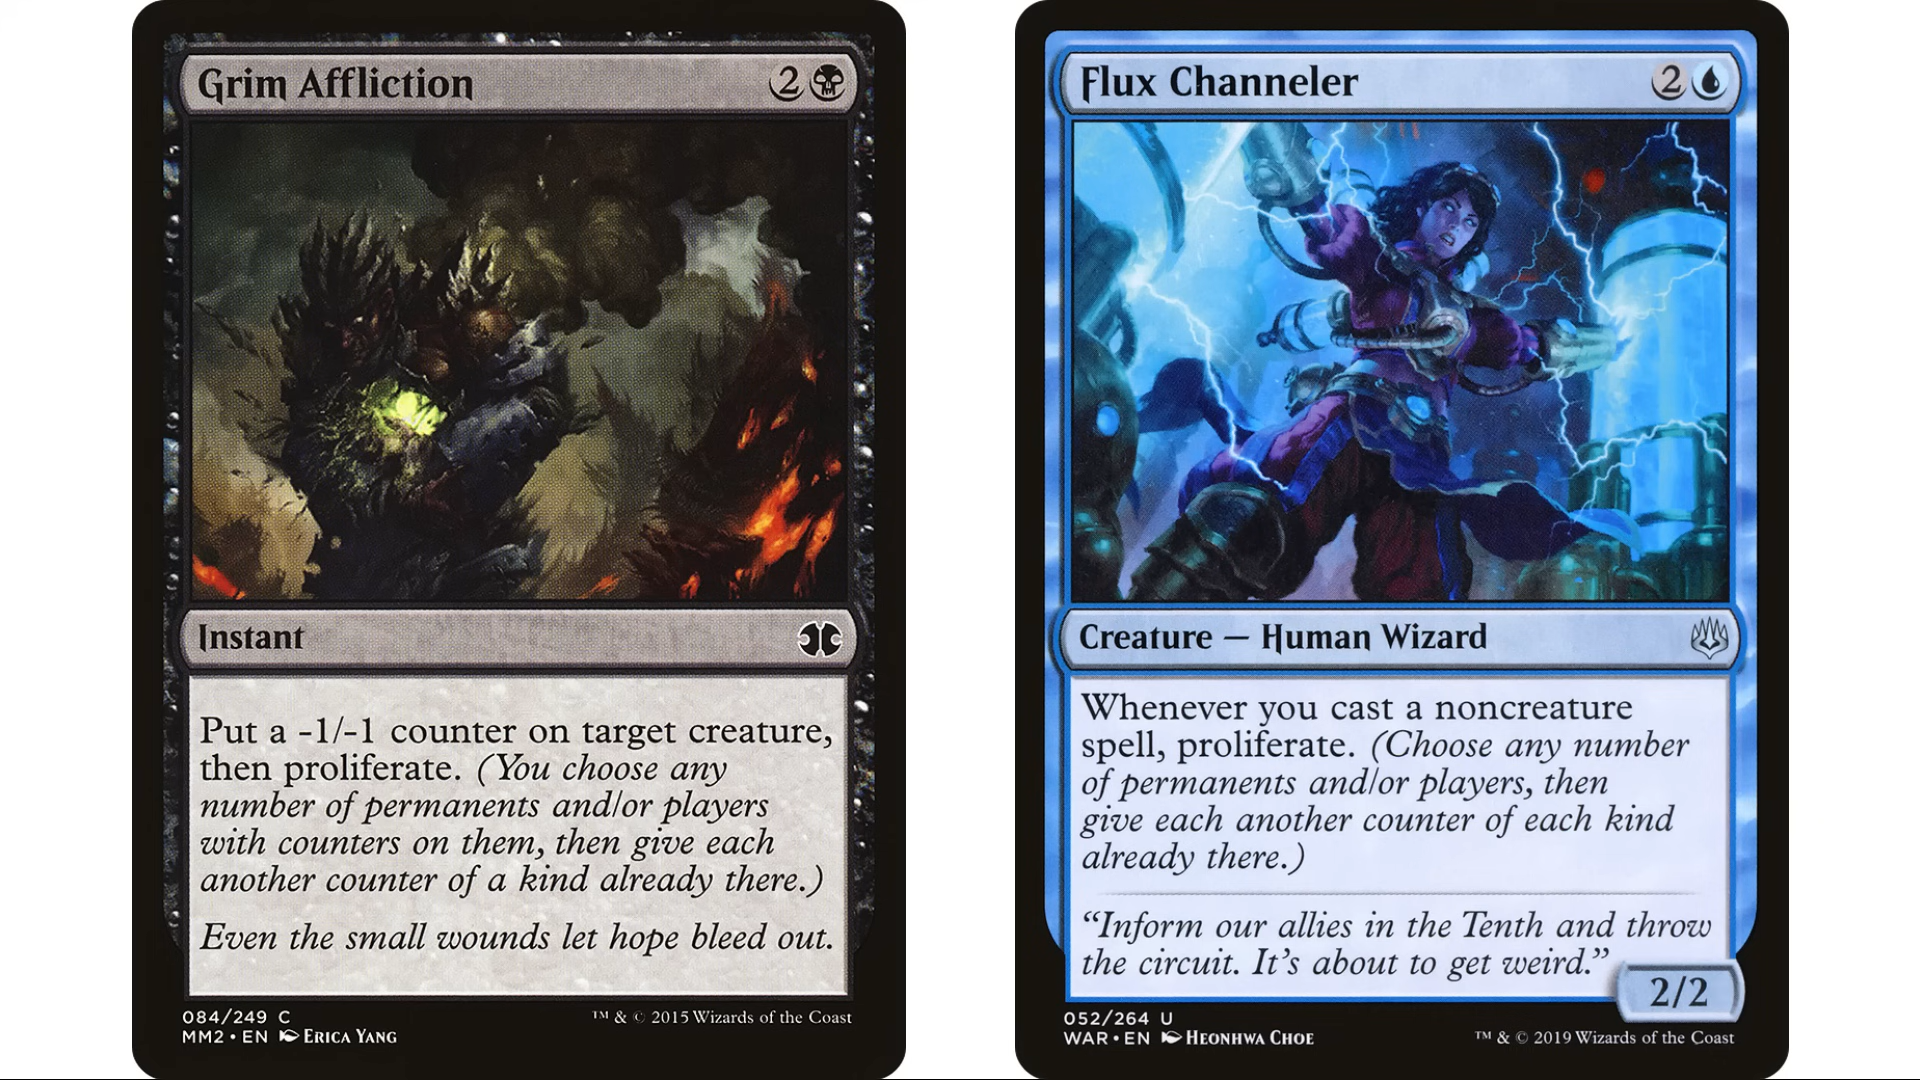 Grim Affliction
2
Instant
Put a -1/-1 counter on target creature,
then proliferate. (You choose any
number of permanents and/or players
with counters on them, then give each
another counter of a kind already there.)
Even the small wounds let hope bleed out.
084/249 C
MM2 • EN Erica Yang
™ & © 2015 Wizards of the Coast
Flux Channeler
2
Creature — Human Wizard
Whenever you cast a noncreature
spell, proliferate. (Choose any number
of permanents and/or players, then
give each another counter of each kind
already there.)
“Inform our allies in the Tenth and throw
the circuit. It’s about to get weird.”
2/2
052/264 U
WAR • EN Heonhwa Choe
™ & © 2019 Wizards of the Coast